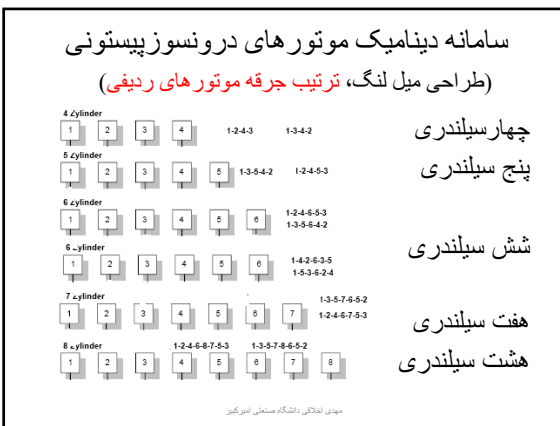 سامانه دینامیک موتورهای درونسوزپیستونی
(طراحی میل لنگ، ترتیب جرقه موتورهای ردیفی)
4 Zylinder
1 2 3 4 1-2-4-3 1-3-4-2 چهارسیلندری
5 Zylinder
1 2 3 4 5 1-3-5-4-2 1-2-4-5-3 پنج سیلندری
6 Zylinder
1 2 3 4 5 6 1-2-4-6-5-3
1-3-5-6-4-2
شش سیلندری
6 Zylinder
1 2 3 4 5 6 1-4-2-6-3-5
1-5-3-6-2-4
7 Zylinder 1-3-5-7-6-5-2
1 2 3 4 5 6 7 1-2-4-6-7-5-3 هفت سیلندری
8 Zylinder 1-2-4-6-8-7-5-3 1-3-5-7-8-6-5-2
1 2 3 4 5 6 7 8 هشت سیلندری
مهدی اخلاقی دانشگاه صنعتی امیرکبیر